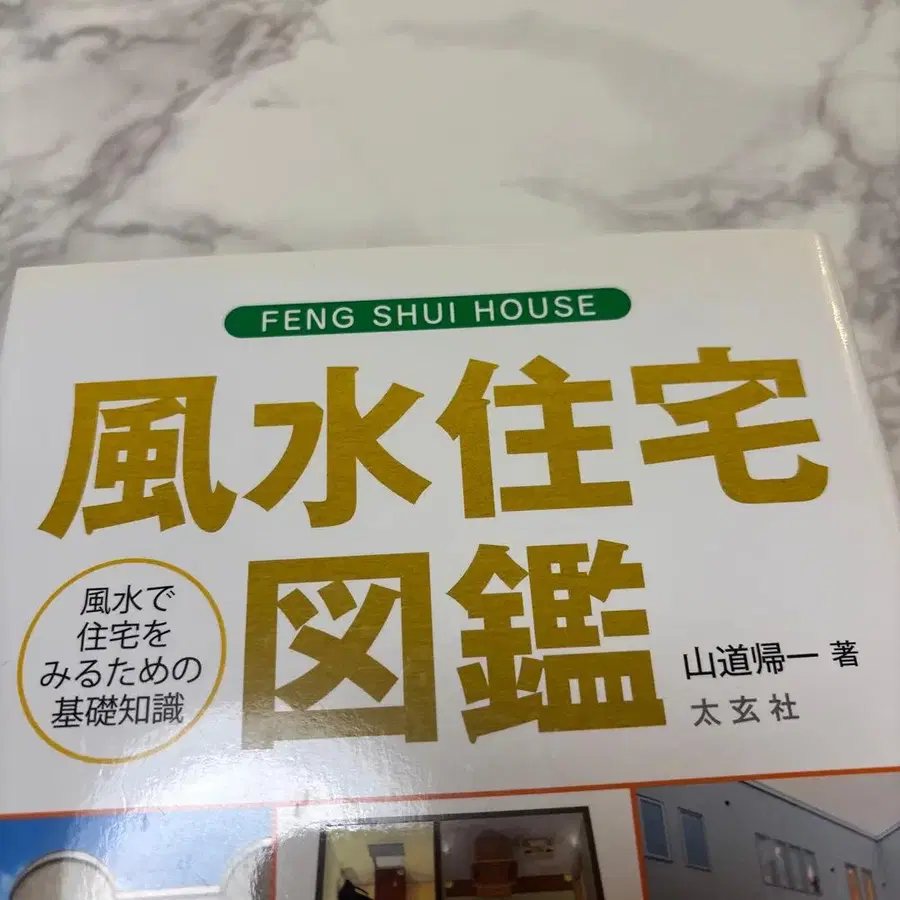 FENG SHUI HOUSE
風水住宅
図鑑
風水で
住宅を
みるための
基礎知識
山道帰一 著
太玄社